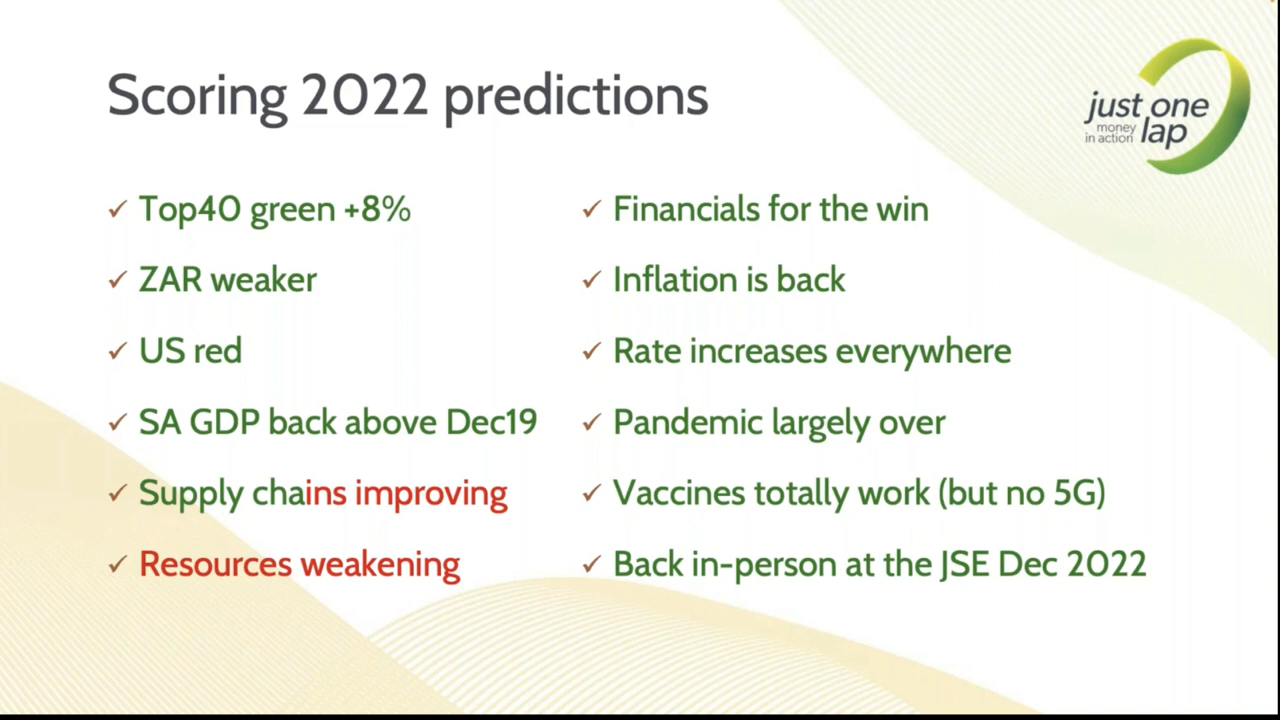 Scoring 2022 predictions
just one
money
in action lap
Top40 green +8%
ZAR weaker
US red
SA GDP back above Dec19
Supply chains improving
Resources weakening
Financials for the win
Inflation is back
Rate increases everywhere
Pandemic largely over
Vaccines totally work (but no 5G)
Back in-person at the JSE Dec 2022